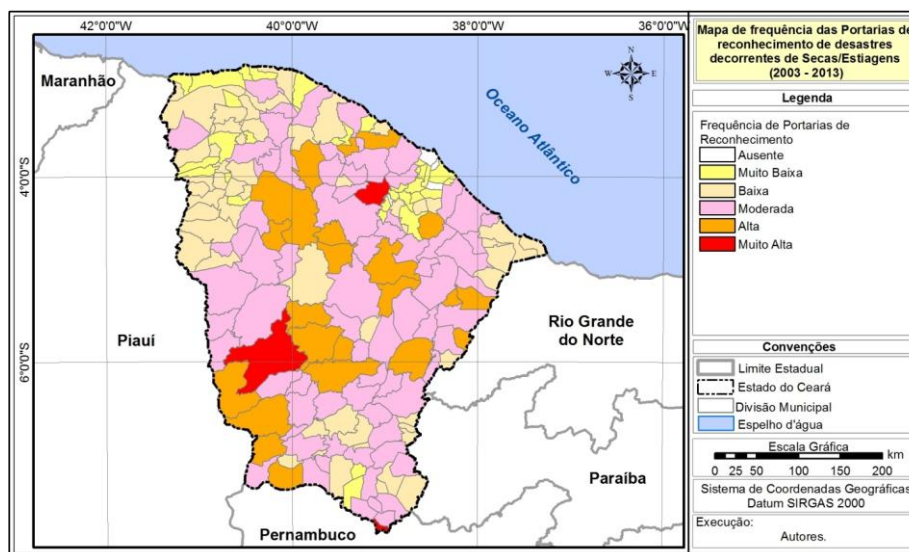 42°0'0"W
40°0'0"W
38°0'0"W
36°0'0"W
Maranhão
N
W
E
S
Oceano Atlântico
4°0'0"S
6°0'0"S
Piauí
Rio Grande
do Norte
Paraíba
Pernambuco
Mapa de frequência das Portarias de
reconhecimento de desastres
decorrentes de Secas/Estiagens
(2003 - 2013)
Legenda
Frequência de Portarias de
Reconhecimento
Ausente
Muito Baixa
Baixa
Moderada
Alta
Muito Alta
Convenções
Limite Estadual
Estado do Ceará
Divisão Municipal
Espelho d'água
Escala Gráfica
km
0 25 50 100 150 200
Sistema de Coordenadas Geográficas
Datum SIRGAS 2000
Execução:
Autores.